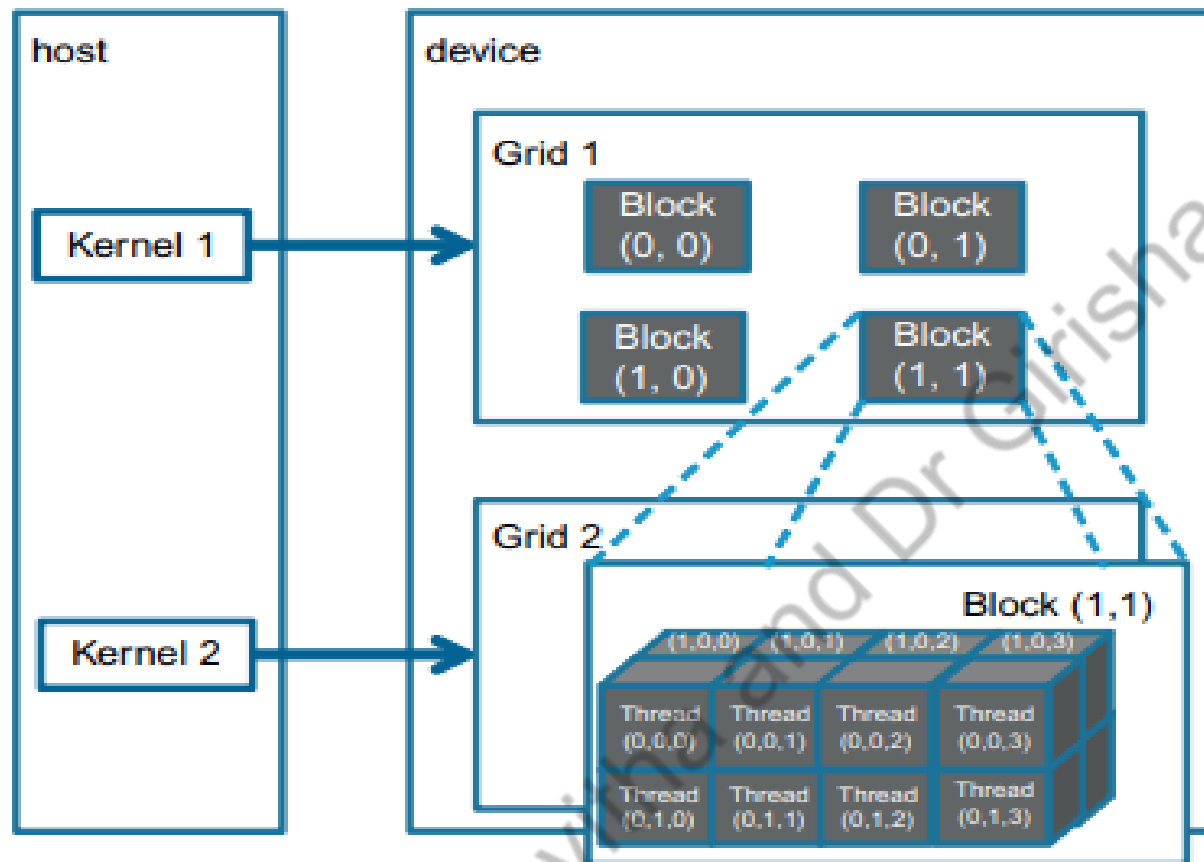 host
device
Grid 1
Block
(0, 0)
Block
(0, 1)
Kernel 1
Block
(1, 0)
Block
(1, 1)
Grid 2
Block (1,1)
Kernel 2
(1,0,0) (1,0,1) (1,0,2) (1,0,3)
Thread
(0,0,0)
Thread
(0,0,1)
Thread
(0,0,2)
Thread
(0,0,3)
Thread
(0,1,0)
Thread
(0,1,1)
Thread
(0,1,2)
Thread
(0,1,3)
and Dr Girisha